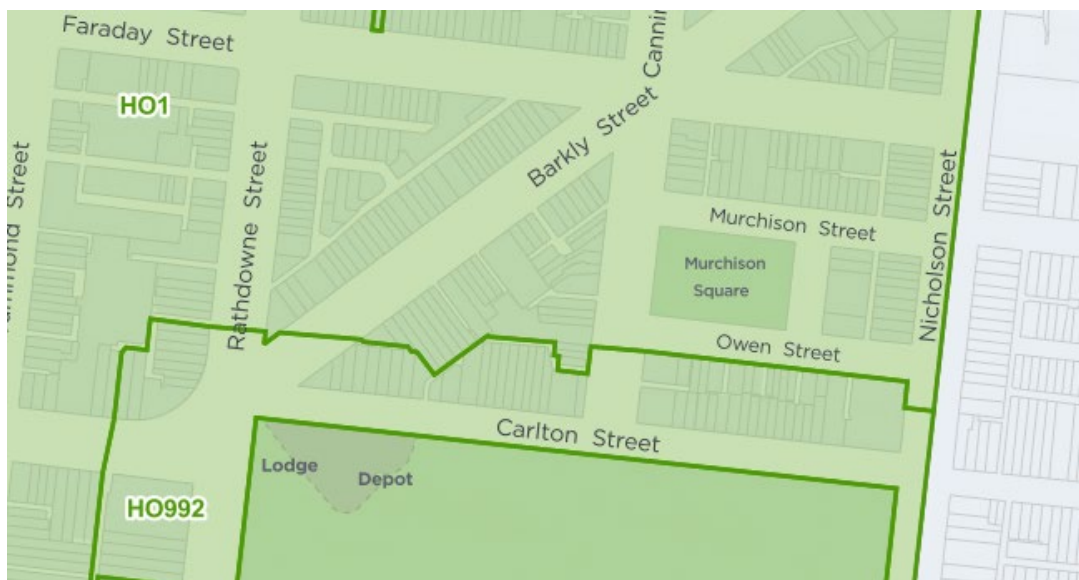 Faraday Street
HO1
Barkly Street
Rathdowne Street
Murchison Street
Murchison
Square
Nicholson Street
Owen Street
Carlton Street
Lodge
Depot
HO992